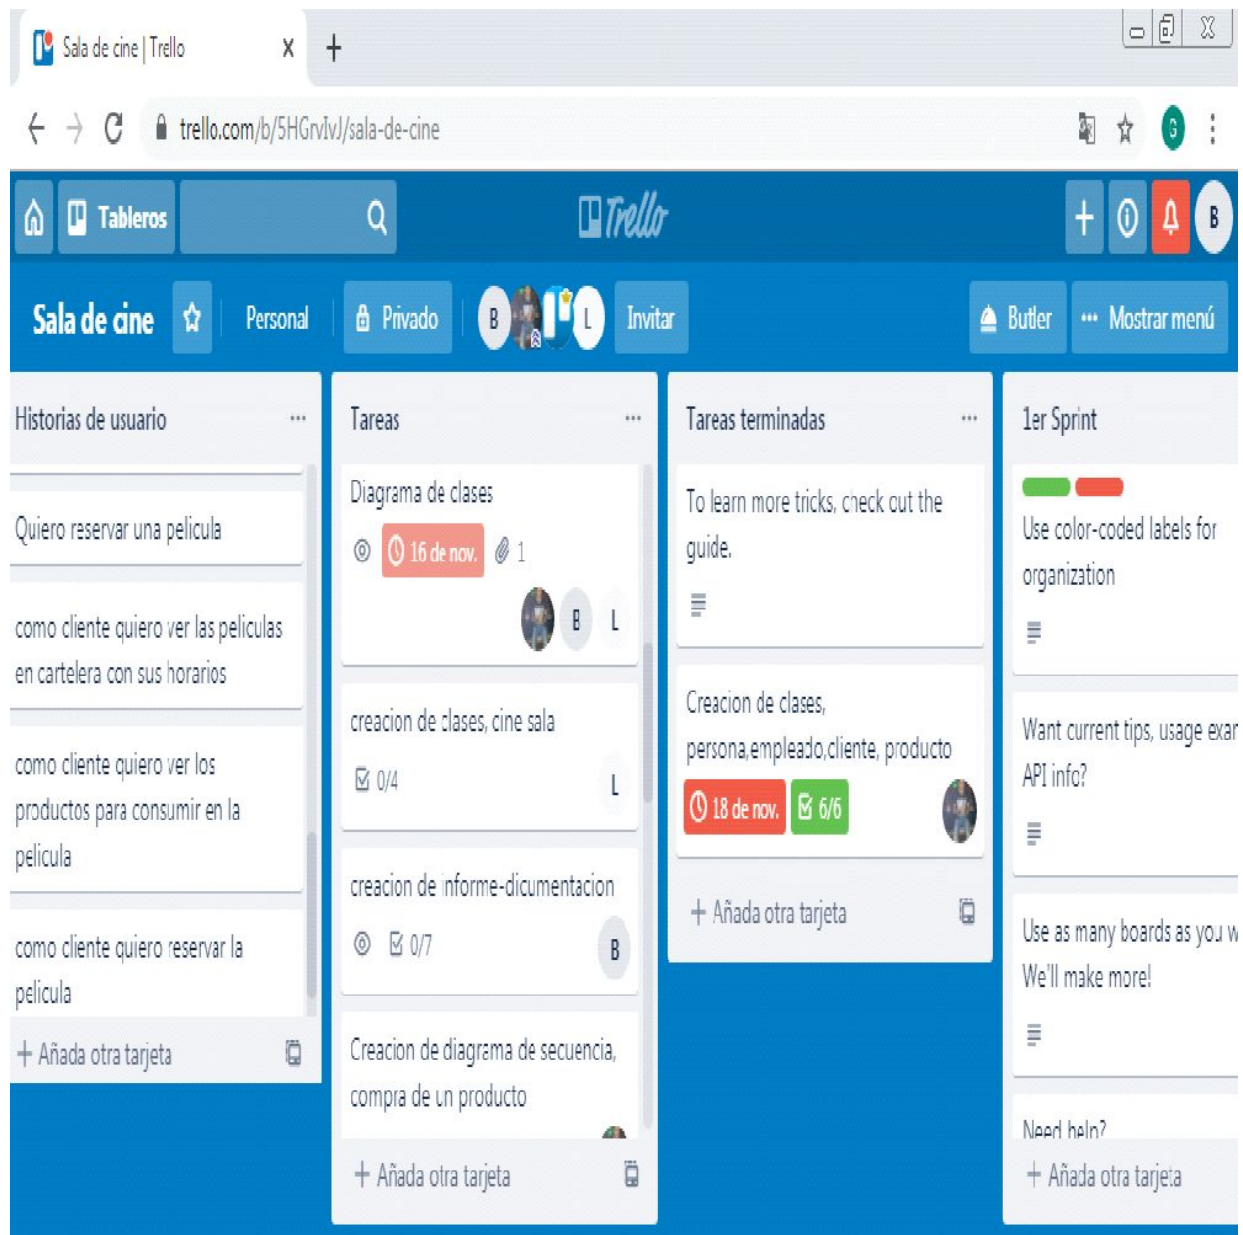 Sala de cine | Trello
trello.com/b/5HGrvIvJ/sala-de-cine
G
Tableros
Trello
B
Sala de cine
Personal
Privado
B
L
Invitar
Butler
Mostrar menú
Historias de usuario
Quiero reservar una pelicula
como cliente quiero ver las peliculas
en cartelera con sus horarios
como cliente quiero ver los
productos para consumir en la
pelicula
como cliente quiero reservar la
pelicula
+ Añada otra tarjeta
Tareas
Diagrama de clases
16 de nov.
1
B
L
creacion de clases, cine sala
0/4
L
creacion de informe-dicumentacion
0/7
B
Creacion de diagrama de secuencia,
compra de un producto
+ Añada otra tarjeta
Tareas terminadas
To learn more tricks, check out the
guide.
Creacion de clases,
persona,empleado,cliente, producto
18 de nov.
6/6
+ Añada otra tarjeta
1er Sprint
Use color-coded labels for
organization
Want current tips, usage exar
API info?
Use as many boards as you w
We'll make more!
Need help?
+ Añada otra tarjeta